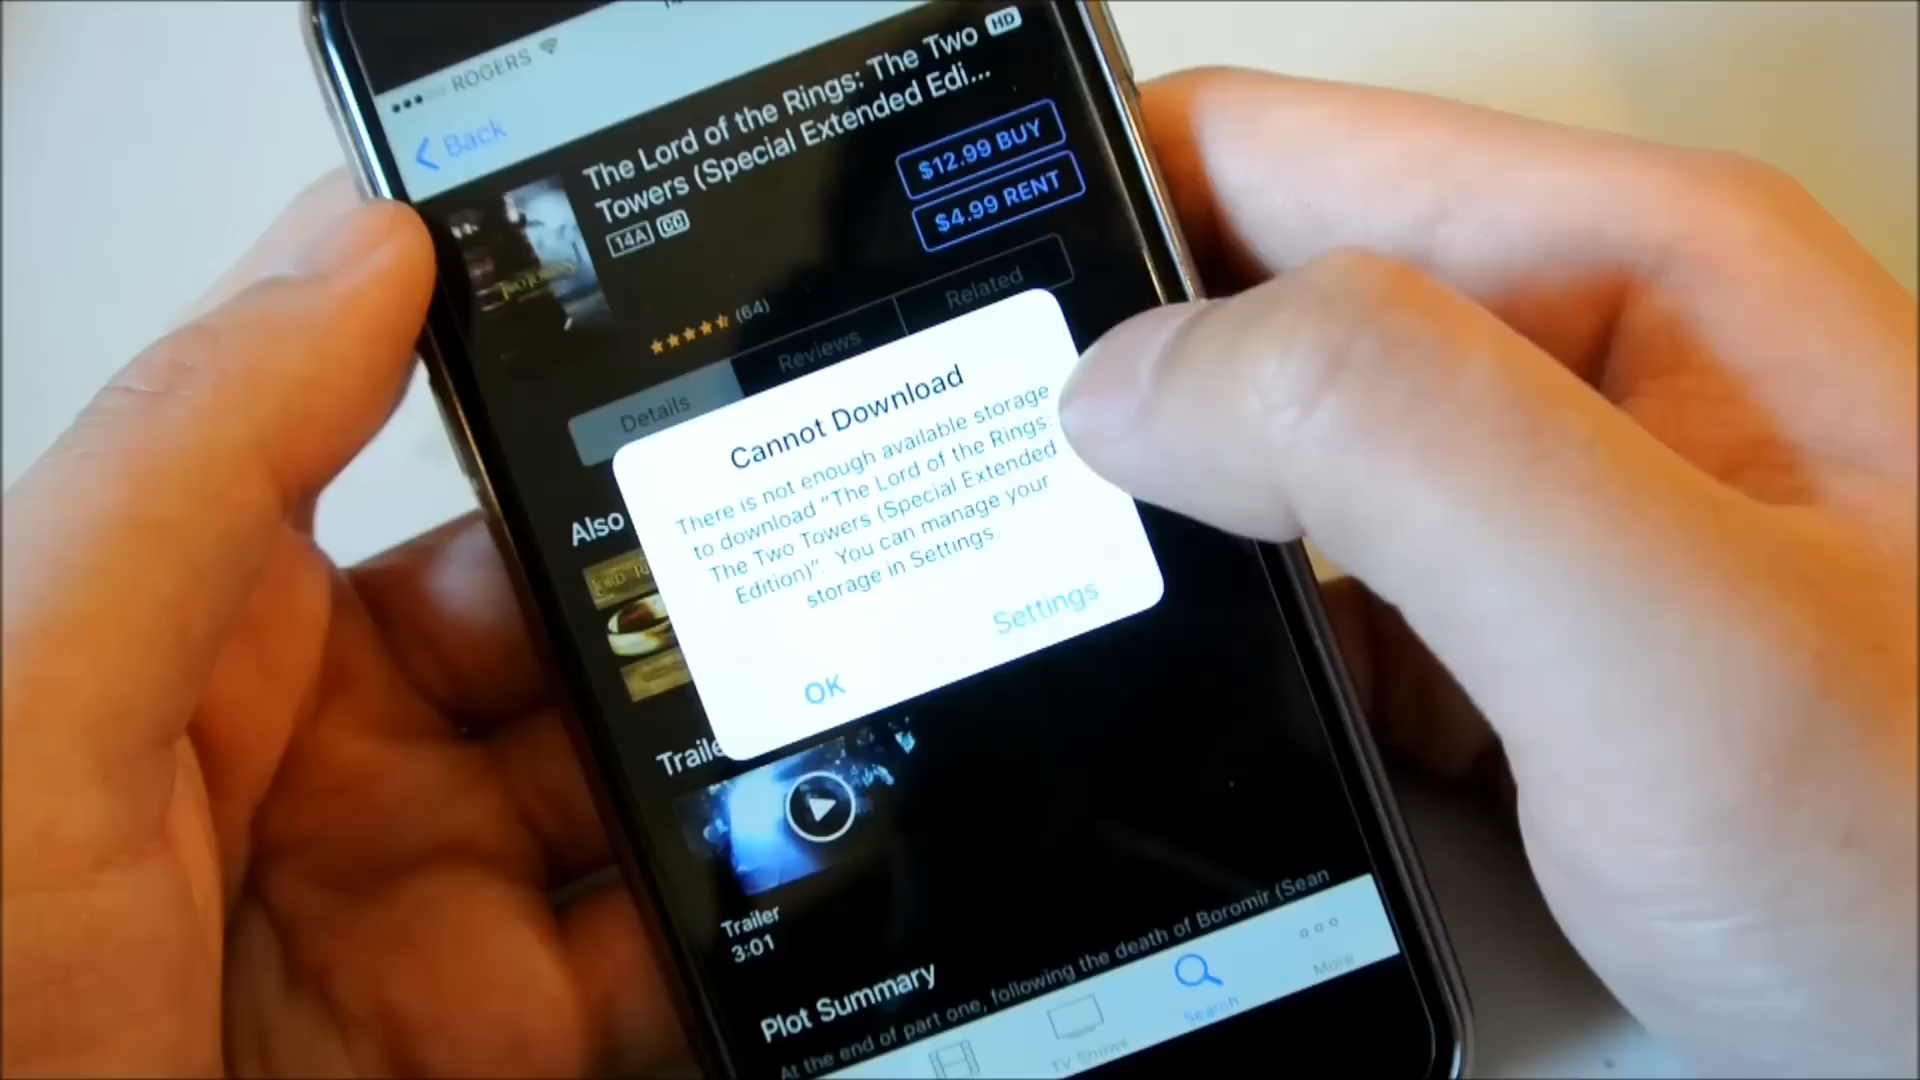 ROGERS
Back
The Lord of the Rings: The Two
Towers (Special Extended Edi...
HD
14A CC
$12.99 BUY
$4.99 RENT
(64)
Details
Reviews
Related
Cannot Download
There is not enough available storage
to download “The Lord of the Rings:
The Two Towers (Special Extended
Edition)”. You can manage your
storage in Settings.
OK
Settings
Also
Traile
Trailer
3:01
Plot Summary
At the end of part one, following the death of Boromir (Sean
TV Shows
Search
More